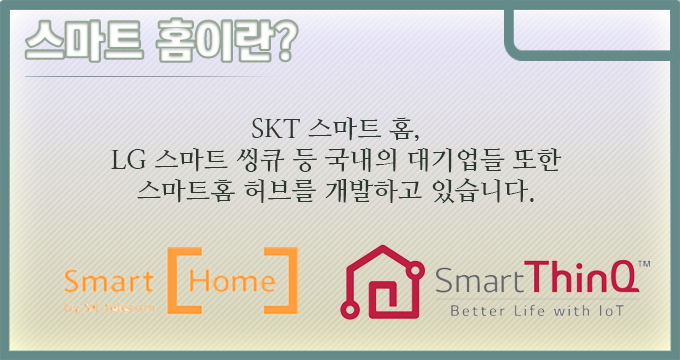 스마트 홈이란?
SKT 스마트 홈,
LG 스마트 씽큐 등 국내의 대기업들 또한
스마트홈 허브를 개발하고 있습니다.
Smart [Home]
by SK telecom
SmartThinQ™
Better Life with IoT